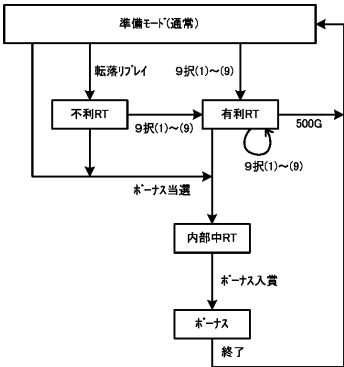 準備モード(通常)
転落リプレイ
9択(1)～(9)
不利RT
有利RT
9択(1)～(9)
500G
9択(1)～(9)
ボーナス当選
内部中RT
ボーナス入賞
ボーナス
終了